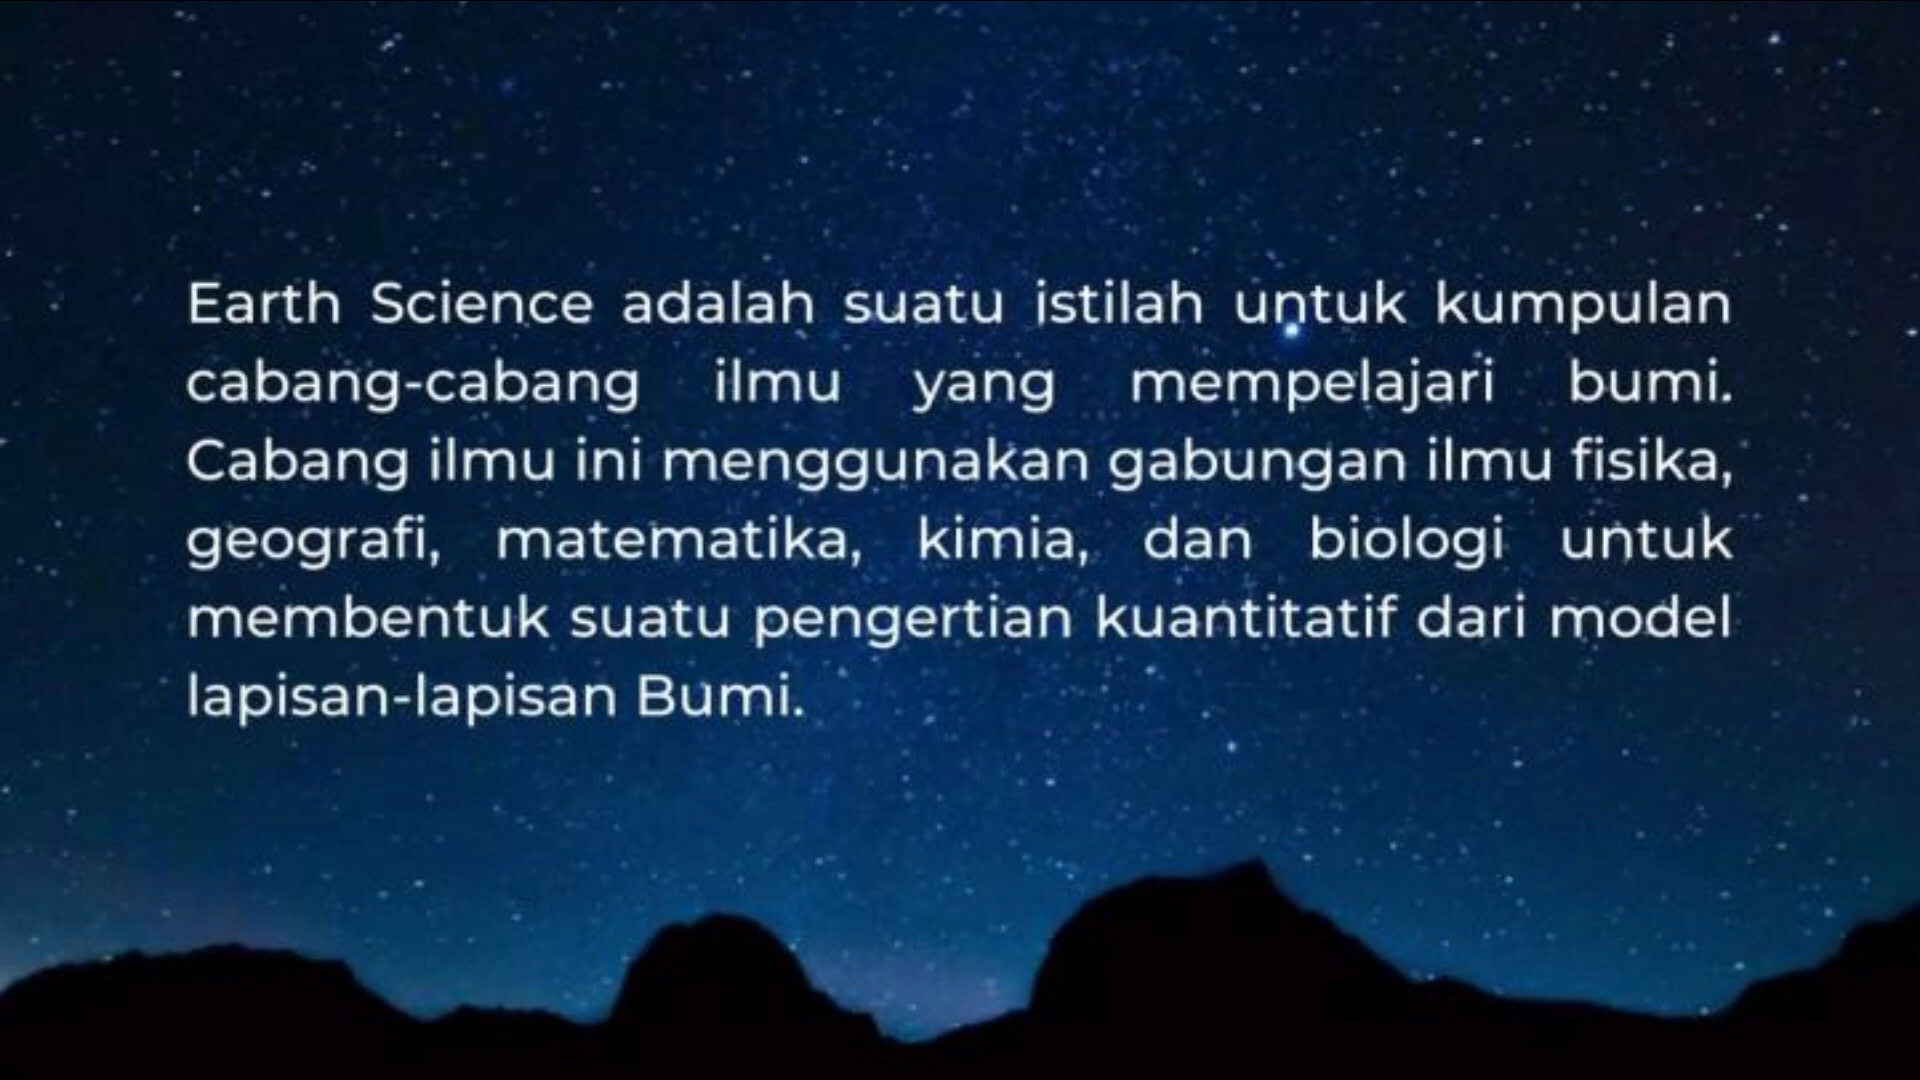 Earth Science adalah suatu istilah untuk kumpulan
cabang-cabang ilmu yang mempelajari bumi.
Cabang ilmu ini menggunakan gabungan ilmu fisika,
geografi, matematika, kimia, dan biologi untuk
membentuk suatu pengertian kuantitatif dari model
lapisan-lapisan Bumi.